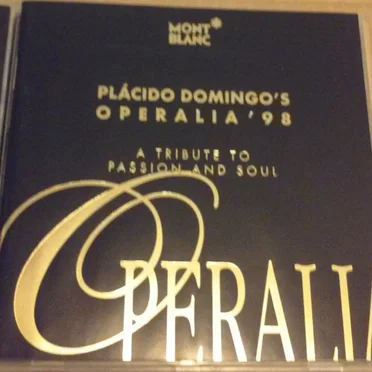 MONT
BLANC
PLÁCIDO DOMINGO'S
OPERALIA '98
A TRIBUTE TO
PASSION AND SOUL
OPERALIA